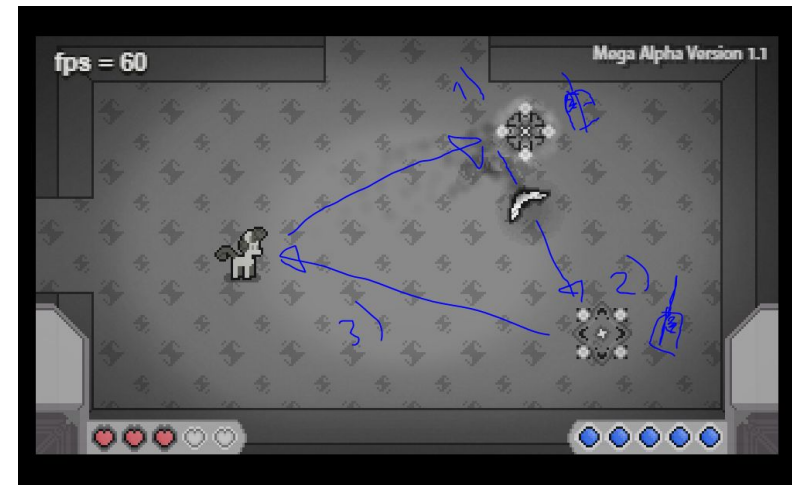 fps = 60
Mega Alpha Version 1.1
1)
2)
3)